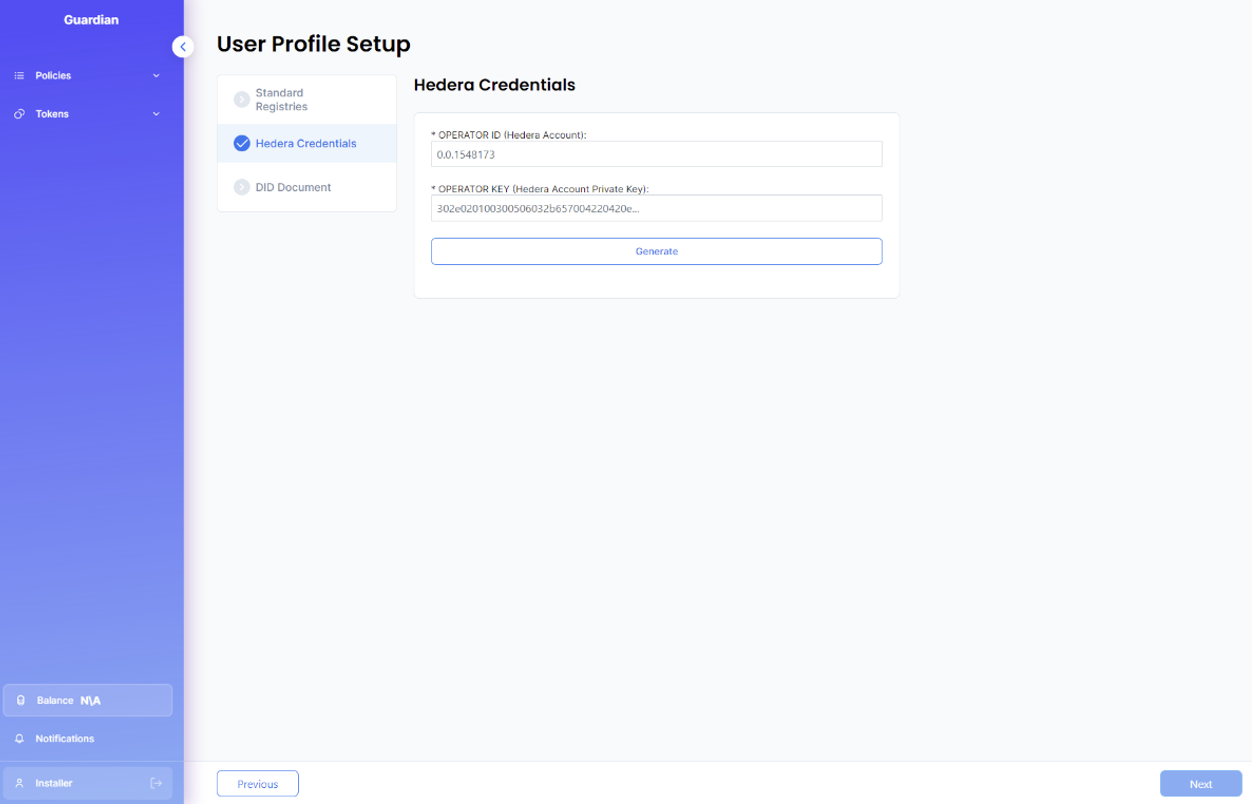 Guardian
Policies
Tokens
Balance N\A
Notifications
Installer
User Profile Setup
Standard
Registries
Hedera Credentials
DID Document
Hedera Credentials
* OPERATOR ID (Hedera Account):
0.0.1548173
* OPERATOR KEY (Hedera Account Private Key):
302e020100300506032b657004220420e...
Generate
Previous
Next